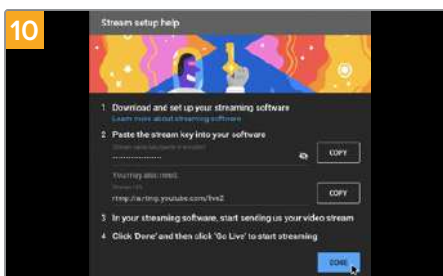 10
Stream setup help
1 Download and set up your streaming software
Learn more about streaming software
2 Paste the stream key into your software
COPY
You may also need:
Stream URL
rtmp://a.rtmp.youtube.com/live2
COPY
3 In your streaming software, start sending us your video stream
4 Click 'Done' and then click 'Go Live' to start streaming
DONE